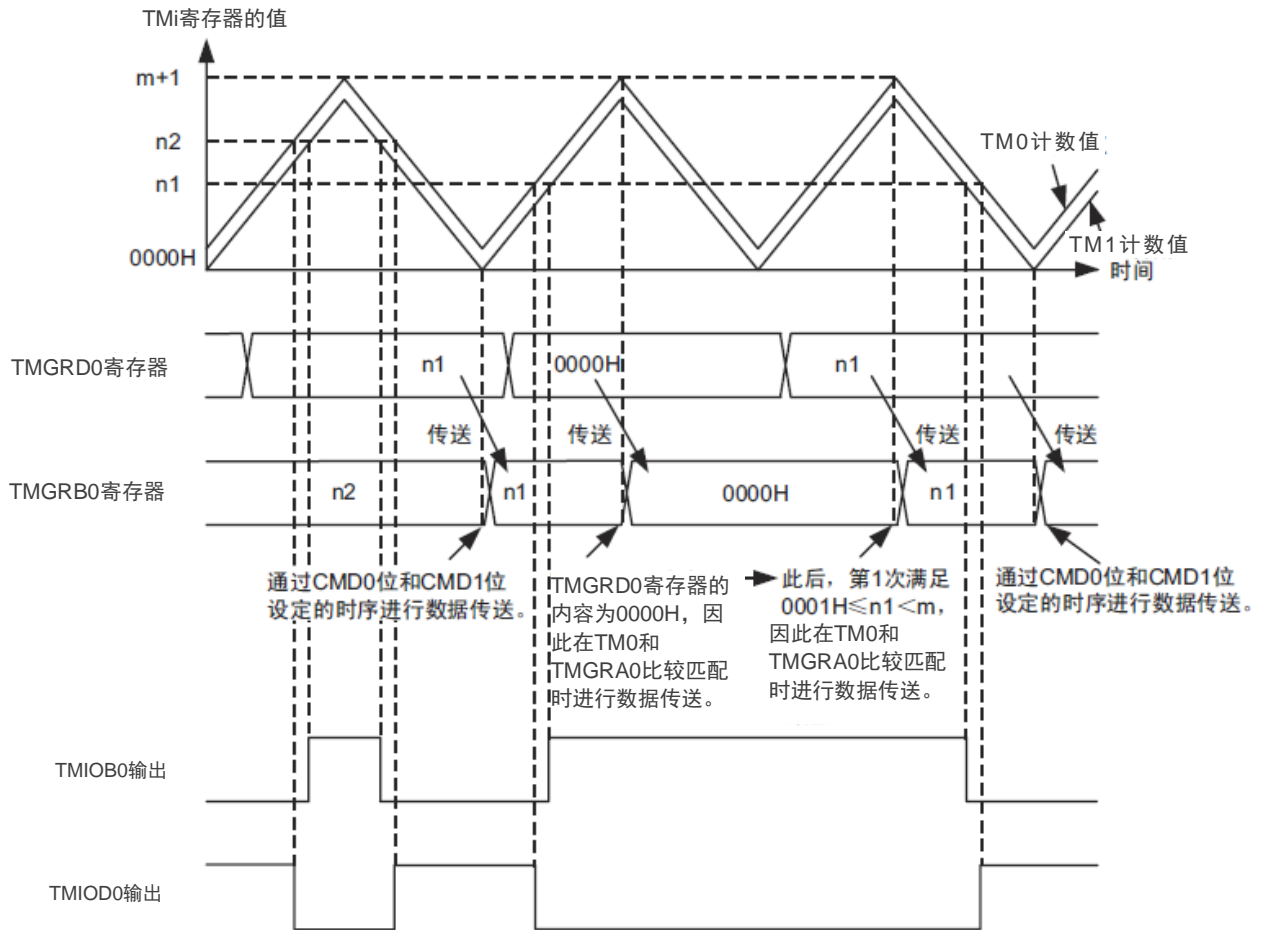 TMi寄存器的值
m+1
n2
n1
0000H
TM0计数值
TM1计数值
时间
TMGRD0寄存器
n1
0000H
n1
传送
传送
传送
传送
TMGRB0寄存器
n2
n1
0000H
n1
通过CMD0位和CMD1位
设定的时序进行数据传送。
TMGRD0寄存器的
内容为0000H，因
此在TM0和
TMGRA0比较匹配
时进行数据传送。
此后，第1次满足
0001H≤n1＜m，
因此在TM0和
TMGRA0比较匹配
时进行数据传送。
通过CMD0位和CMD1位
设定的时序进行数据传送。
TMIOB0输出
TMIOD0输出